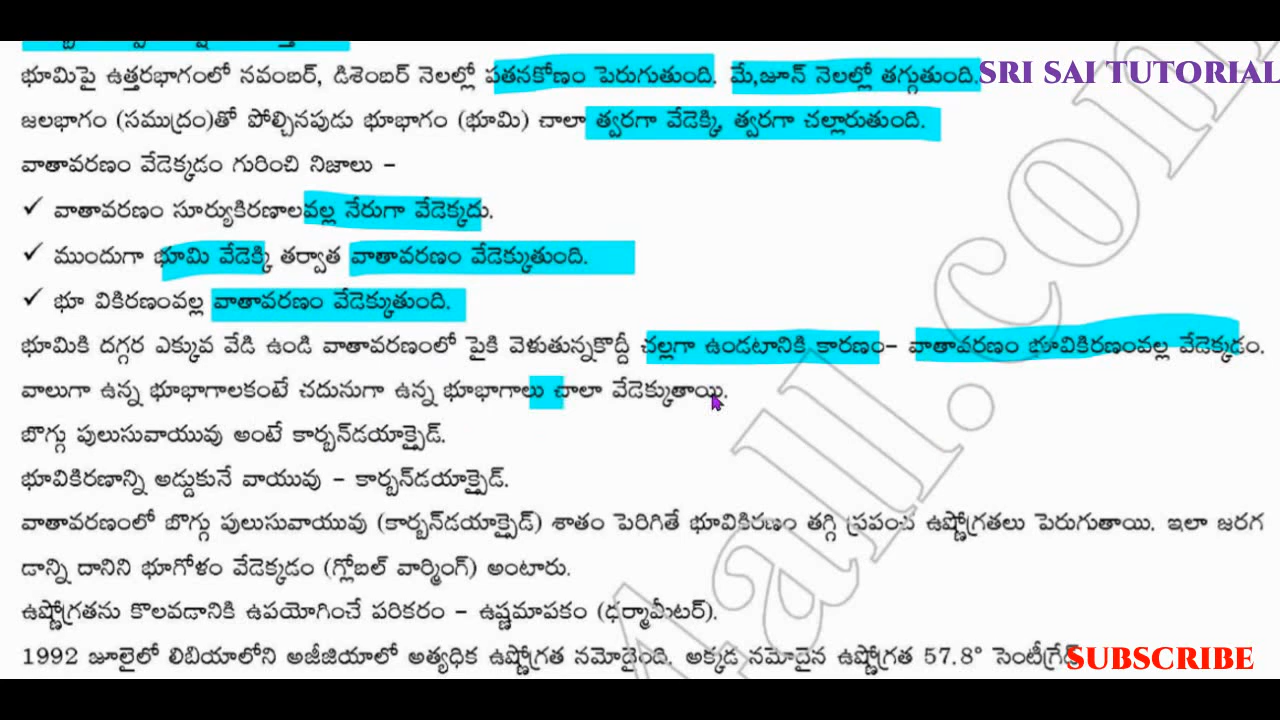 భూమిపై ఉత్తరభాగంలో నవంబర్, డిశెంబర్ నెలల్లో పతనకోణం పెరుగుతుంది. మే,జూన్ నెలల్లో తగ్గుతుంది.
SRI SAI TUTORIAL
జలభాగం (సముద్రం)తో పోల్చినపుడు భూభాగం (భూమి) చాలా త్వరగా వేడెక్కి, త్వరగా చల్లారుతుంది.
వాతావరణం వేడెక్కడం గురించి నిజాలు –
✓ వాతావరణం సూర్యుకిరణాలవల్ల నేరుగా వేడెక్కదు.
✓ ముందుగా భూమి వేడెక్కి తర్వాత వాతావరణం వేడెక్కుతుంది.
✓ భూ వికిరణంవల్ల వాతావరణం వేడెక్కుతుంది.
భూమికి దగ్గర ఎక్కువ వేడి ఉండి వాతావరణంలో పైకి వెళుతున్నకొద్దీ చల్లగా ఉండటానికి కారణం– వాతావరణం భూవికిరణంవల్ల వేడెక్కడం.
వాలుగా ఉన్న భూభాగాలకంటే చదునుగా ఉన్న భూభాగాలు చాలా వేడెక్కుతాయి.
బొగ్గు పులుసువాయువు అంటే కార్బన్‌డయాక్సైడ్.
భూవికిరణాన్ని అడ్డుకునే వాయువు – కార్బన్‌డయాక్సైడ్.
వాతావరణంలో బొగ్గు పులుసువాయువు (కార్బన్‌డయాక్సైడ్) శాతం పెరిగితే భూవికిరణం తగ్గి ప్రపంచ ఉష్ణోగ్రతలు పెరుగుతాయి. ఇలా జరగ
డాన్ని దానిని భూగోళం వేడెక్కడం (గ్లోబల్ వార్మింగ్) అంటారు.
ఉష్ణోగ్రతను కొలవడానికి ఉపయోగించే పరికరం – ఉష్ణమాపకం (థర్మామీటర్).
1992 జూలైలో లిబియాలోని అజీజియాలో అత్యధిక ఉష్ణోగ్రత నమోదైంది. అక్కడ నమోదైన ఉష్ణోగ్రత 57.8° సెంటీగ్రేడ్
SUBSCRIBE
4all.com